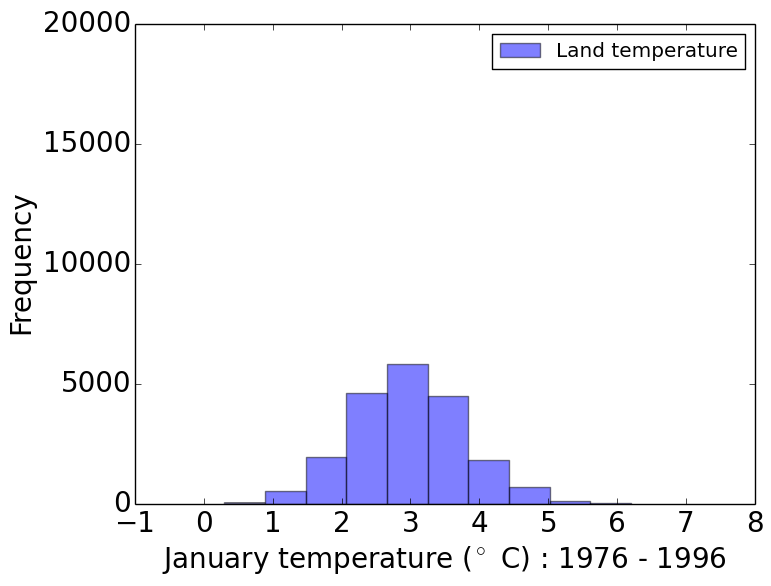 20000
Land temperature
15000
Frequency
10000
5000
0
−1 0 1 2 3 4 5 6 7 8
January temperature (° C) : 1976 - 1996